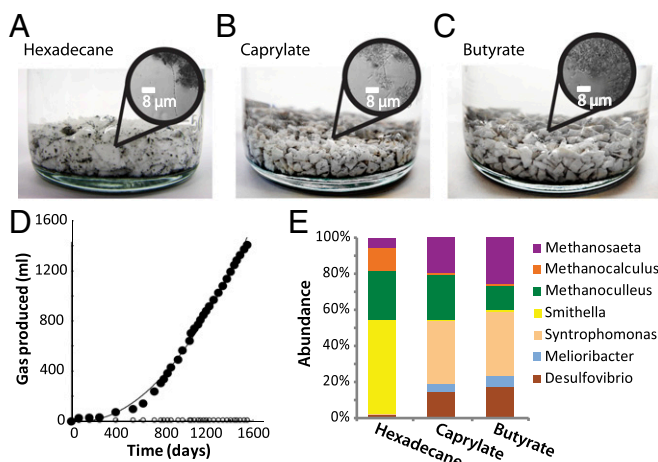 A
Hexadecane
8 µm
B
Caprylate
8 µm
C
Butyrate
8 µm
D
Gas produced (ml)
1600
1200
800
400
0
0
400
800
1200
1600
Time (days)
E
Abundance
100%
80%
60%
40%
20%
0%
Hexadecane
Caprylate
Butyrate
Methanosaeta
Methanocalculus
Methanoculleus
Smithella
Syntrophomonas
Melioribacter
Desulfovibrio